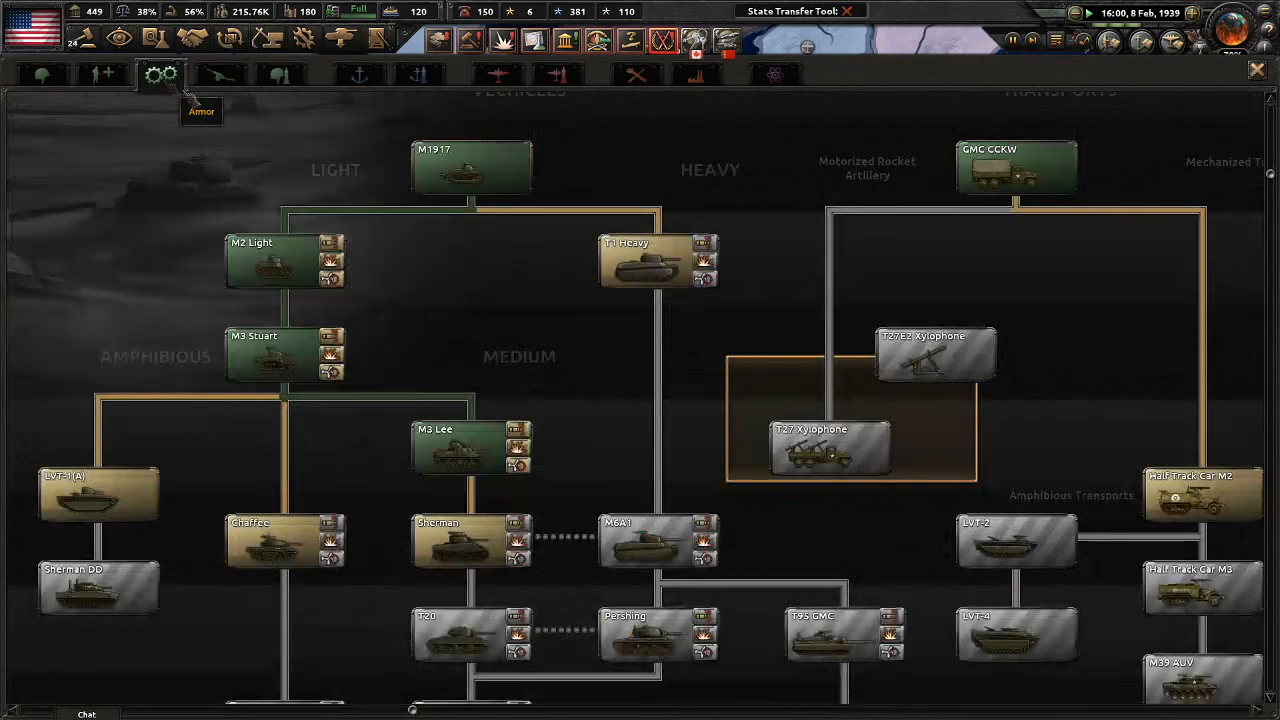 449 38% 56% 215.76K 180 Full 120 150 6 381 110 State Transfer Tool: 16:00, 8 Feb, 1939
24
Armor
VEHICLES
TRANSPORTS
M1917
GMC CCKW
LIGHT
HEAVY
Motorized Rocket
Artillery
M2 Light
T1 Heavy
M3 Stuart
T27E2 Xylophone
AMPHIBIOUS
MEDIUM
M3 Lee
T27 Xylophone
LVT-1(A)
Half Track Car M2
Amphibious Transports
Chaffee
Sherman
M6A1
LVT-2
Sherman DD
Half Track Car M3
T20
Pershing
T95 GMC
LVT-4
M39 AUV
Chat